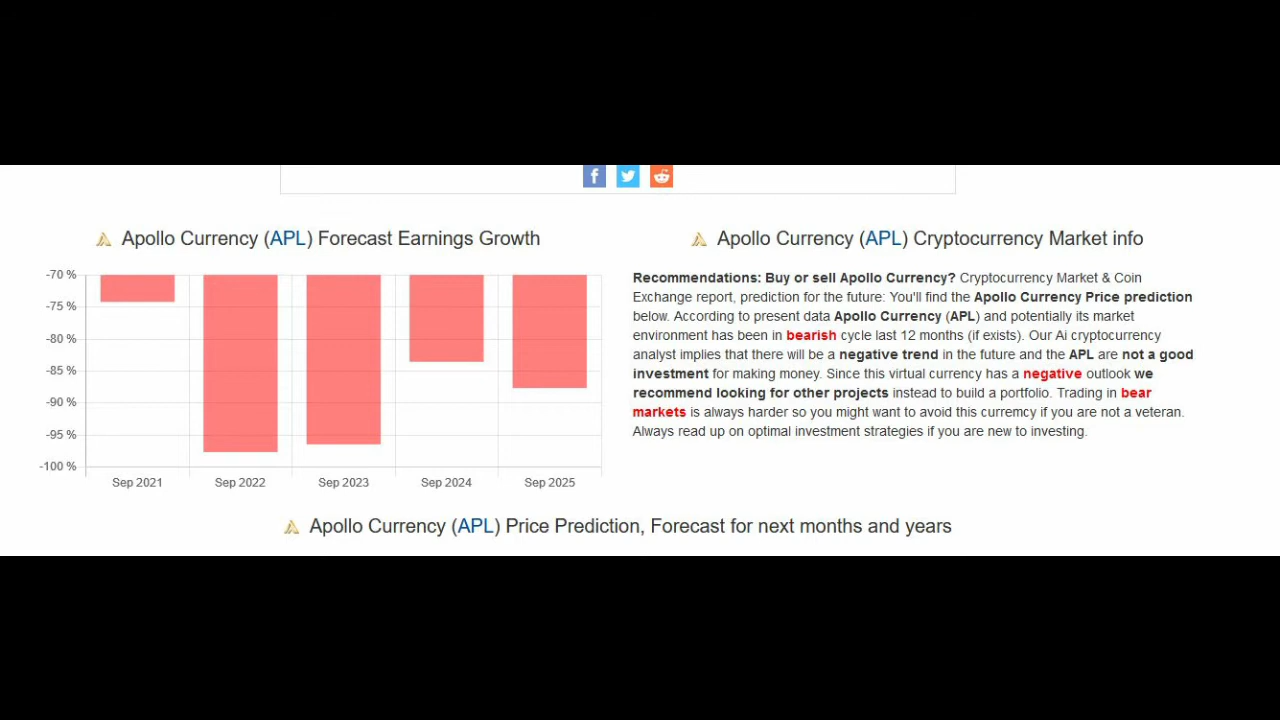 Apollo Currency (APL) Forecast Earnings Growth
-70 %
-75 %
-80 %
-85 %
-90 %
-95 %
-100 %
Sep 2021
Sep 2022
Sep 2023
Sep 2024
Sep 2025
Apollo Currency (APL) Cryptocurrency Market info
Recommendations: Buy or sell Apollo Currency? Cryptocurrency Market & Coin
Exchange report, prediction for the future: You'll find the Apollo Currency Price prediction
below. According to present data Apollo Currency (APL) and potentially its market
environment has been in bearish cycle last 12 months (if exists). Our Ai cryptocurrency
analyst implies that there will be a negative trend in the future and the APL are not a good
investment for making money. Since this virtual currency has a negative outlook we
recommend looking for other projects instead to build a portfolio. Trading in bear
markets is always harder so you might want to avoid this curremcy if you are not a veteran.
Always read up on optimal investment strategies if you are new to investing.
Apollo Currency (APL) Price Prediction, Forecast for next months and years